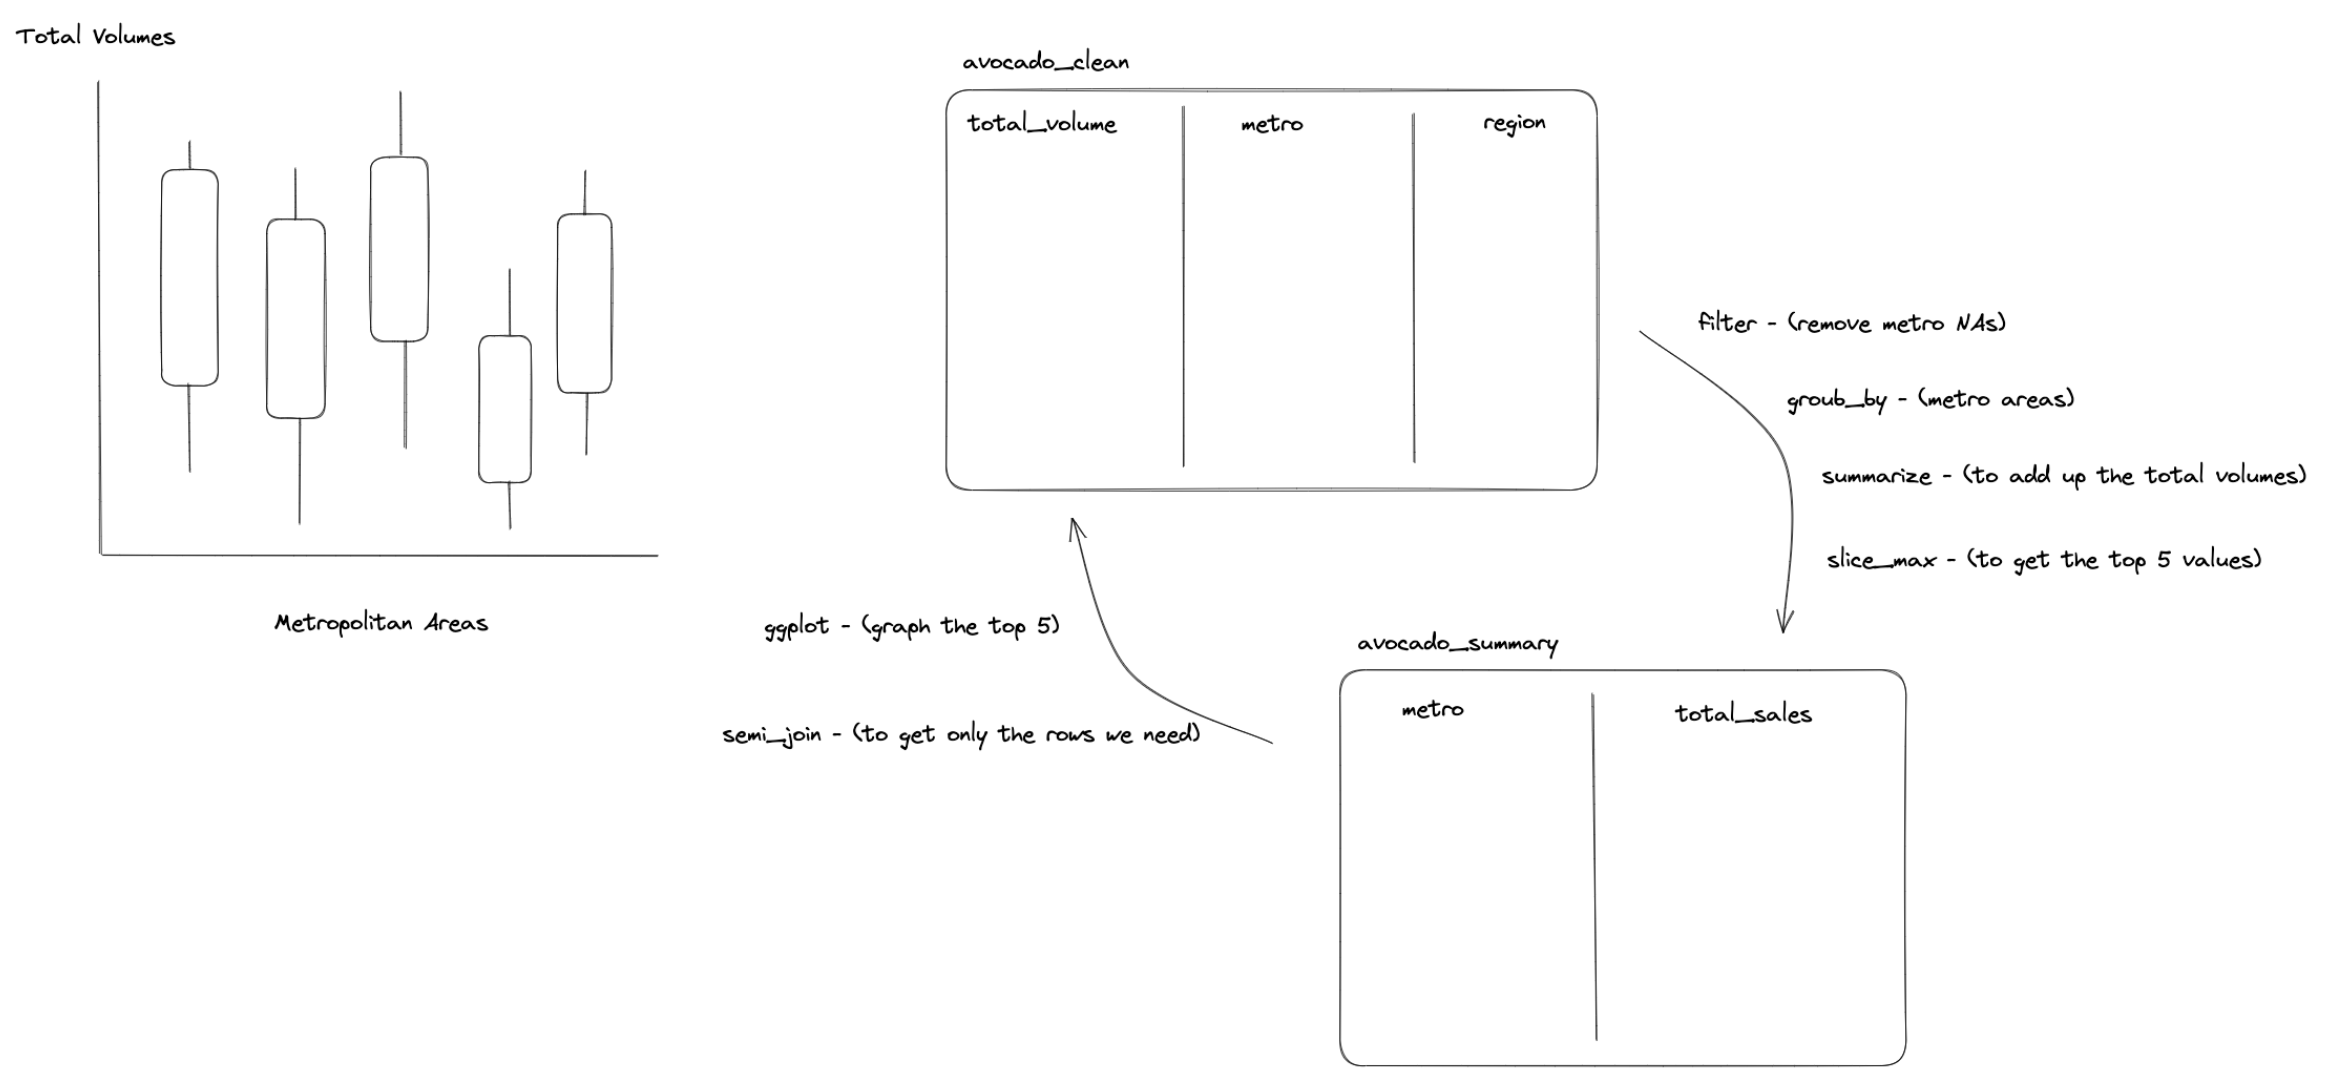 Total Volumes
Metropolitan Areas
avocado_clean
total_volume
metro
region
filter - (remove metro NAs)
groub_by - (metro areas)
summarize - (to add up the total volumes)
slice_max - (to get the top 5 values)
avocado_summary
metro
total_sales
ggplot - (graph the top 5)
semi_join - (to get only the rows we need)